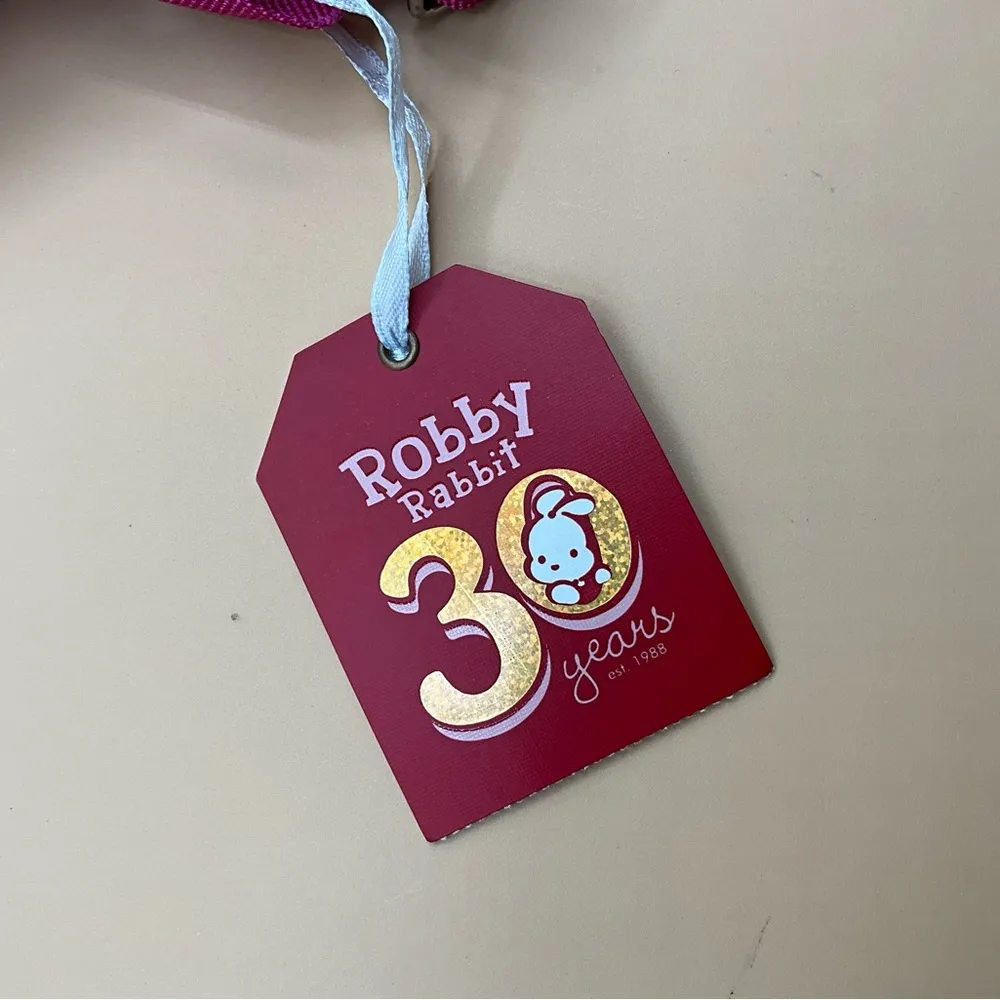 Robby
Rabbit
30
years
est. 1988